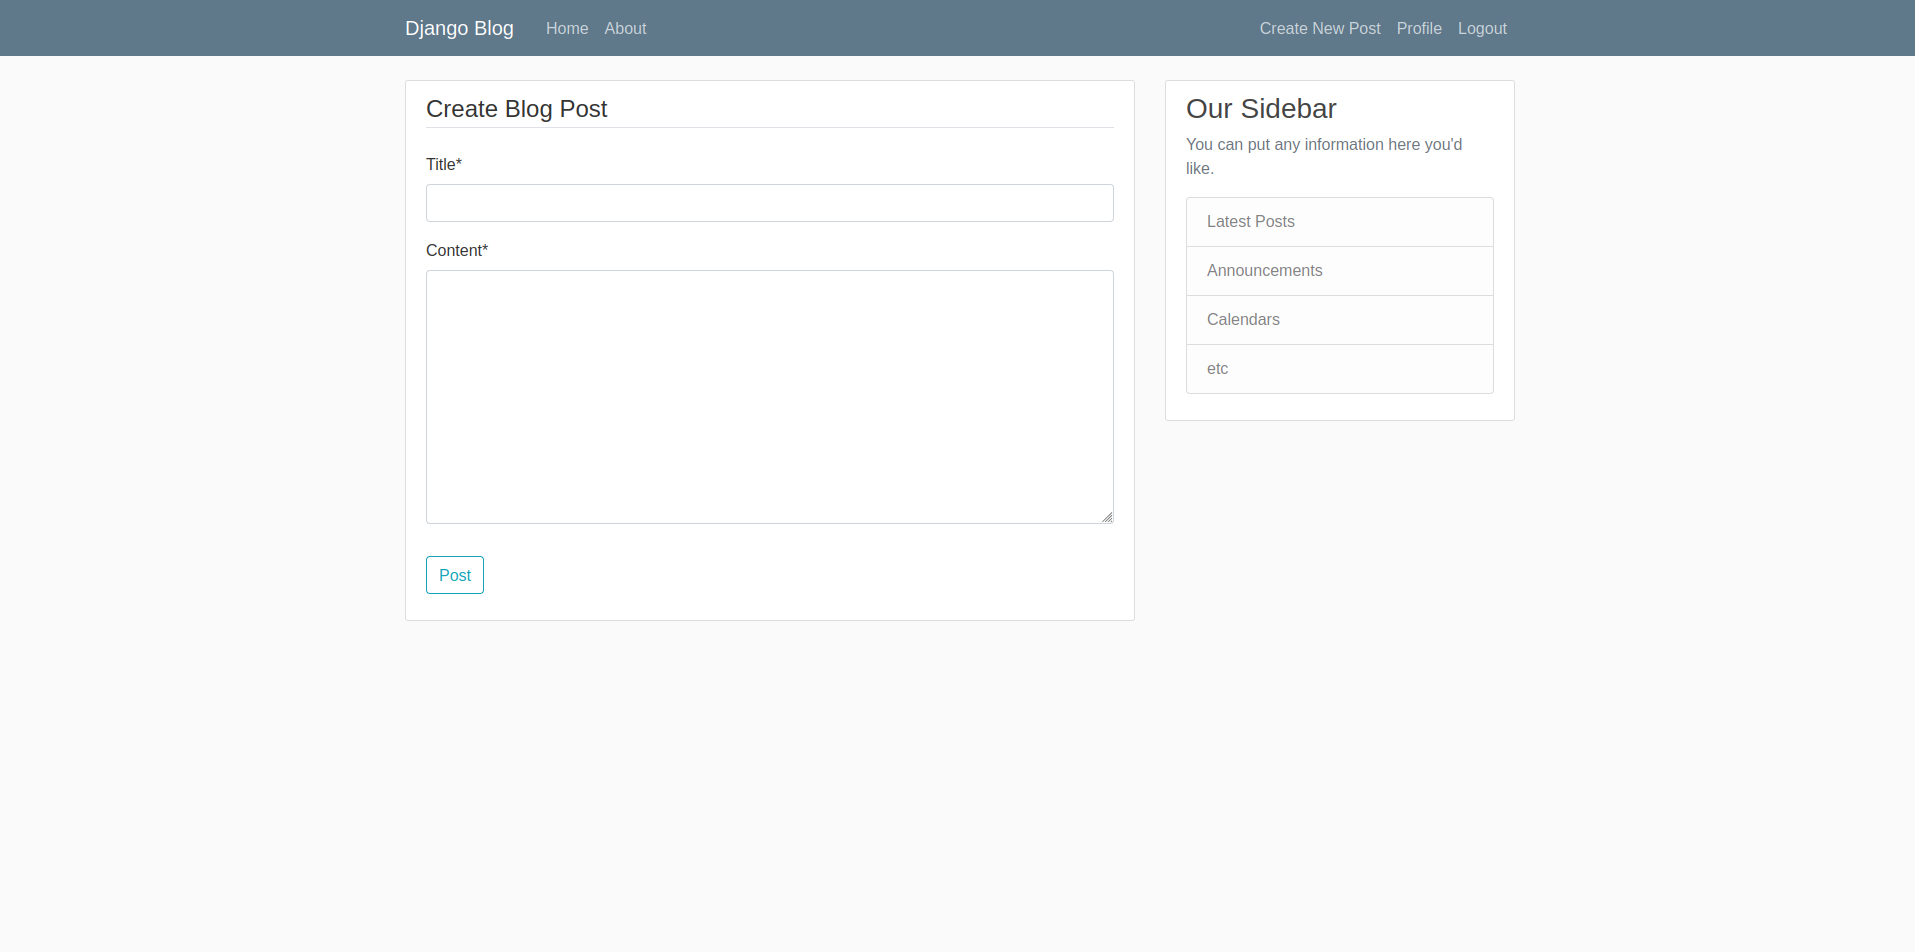 Django Blog Home About Create New Post Profile Logout
Create Blog Post
Title*
Content*
Post
Our Sidebar
You can put any information here you'd
like.
Latest Posts
Announcements
Calendars
etc